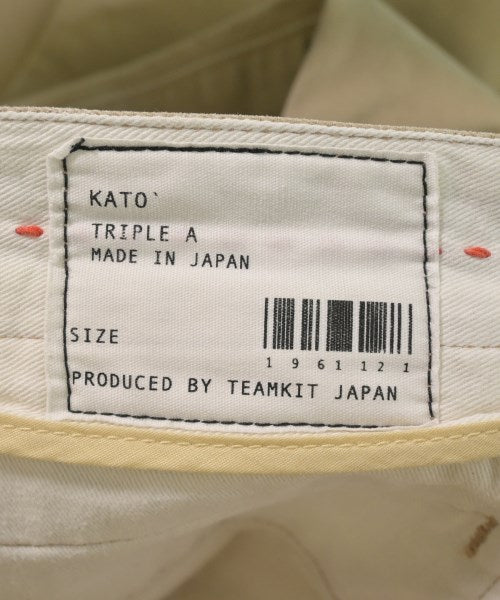 KATO`
TRIPLE A
MADE IN JAPAN
SIZE
1 9 6 1 1 2 1
PRODUCED BY TEAMKIT JAPAN